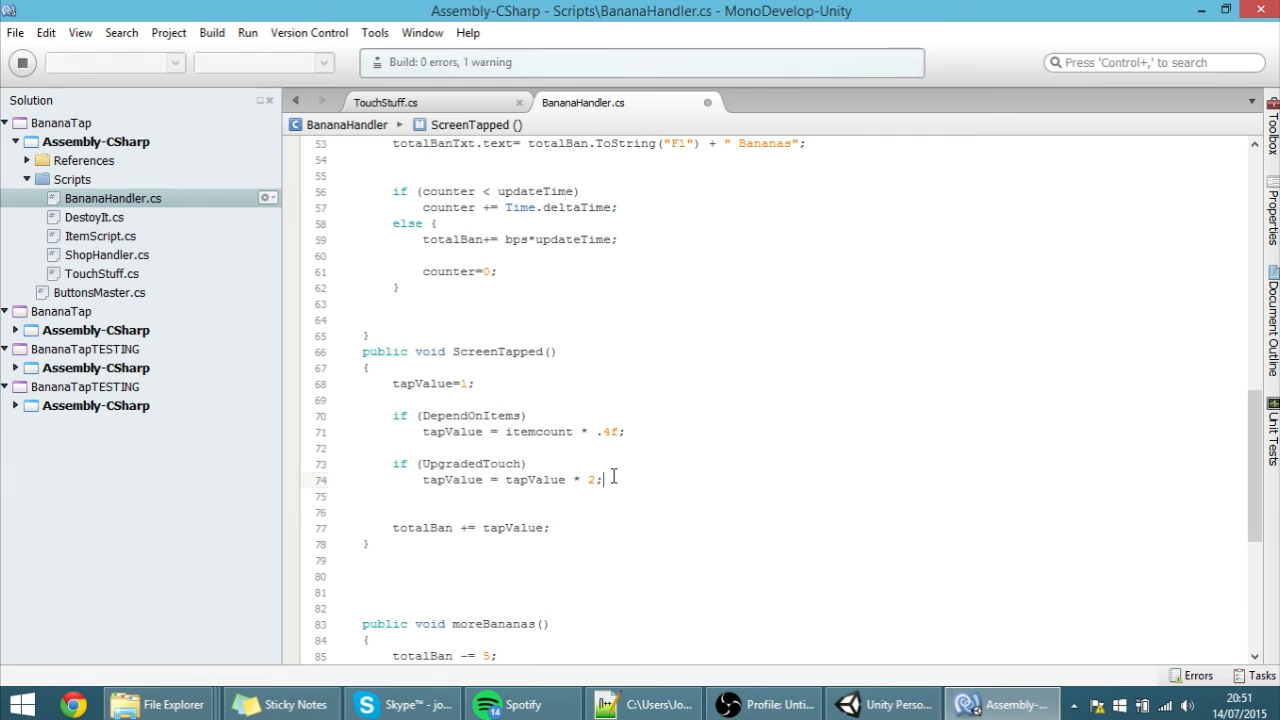 Assembly-CSharp - Scripts\BananaHandler.cs - MonoDevelop-Unity
File Edit View Search Project Build Run Version Control Tools Window Help
Build: 0 errors, 1 warning
Press 'Control+,' to search
Solution
TouchStuff.cs
BananaHandler.cs
BananaTap
BananaHandler
ScreenTapped ()
Assembly-CSharp
References
Scripts
BananaHandler.cs
DestoyIt.cs
ItemScript.cs
ShopHandler.cs
TouchStuff.cs
ButtonsMaster.cs
BananaTap
Assembly-CSharp
BananaTapTESTING
Assembly-CSharp
BananaTapTESTING
Assembly-CSharp
53 totalBanTxt.text= totalBan.ToString("F1") + " Bananas";
54
55
56 if (counter < updateTime)
57 counter += Time.deltaTime;
58 else {
59 totalBan+= bps*updateTime;
60
61 counter=0;
62 }
63
64
65 }
66 public void ScreenTapped()
67 {
68 tapValue=1;
69
70 if (DependOnItems)
71 tapValue = itemcount * .4f;
72
73 if (UpgradedTouch)
74 tapValue = tapValue * 2;
75
76
77 totalBan += tapValue;
78 }
79
80
81
82
83 public void moreBananas()
84 {
85 totalBan -= 5;
Toolbox
Properties
Document Outline
Unit Tests
Errors
Tasks
File Explorer
Sticky Notes
Skype™ - jo...
Spotify
C:\Users\Jo...
Profile: Unti...
Unity Perso...
Assembly-...
20:51
14/07/2015